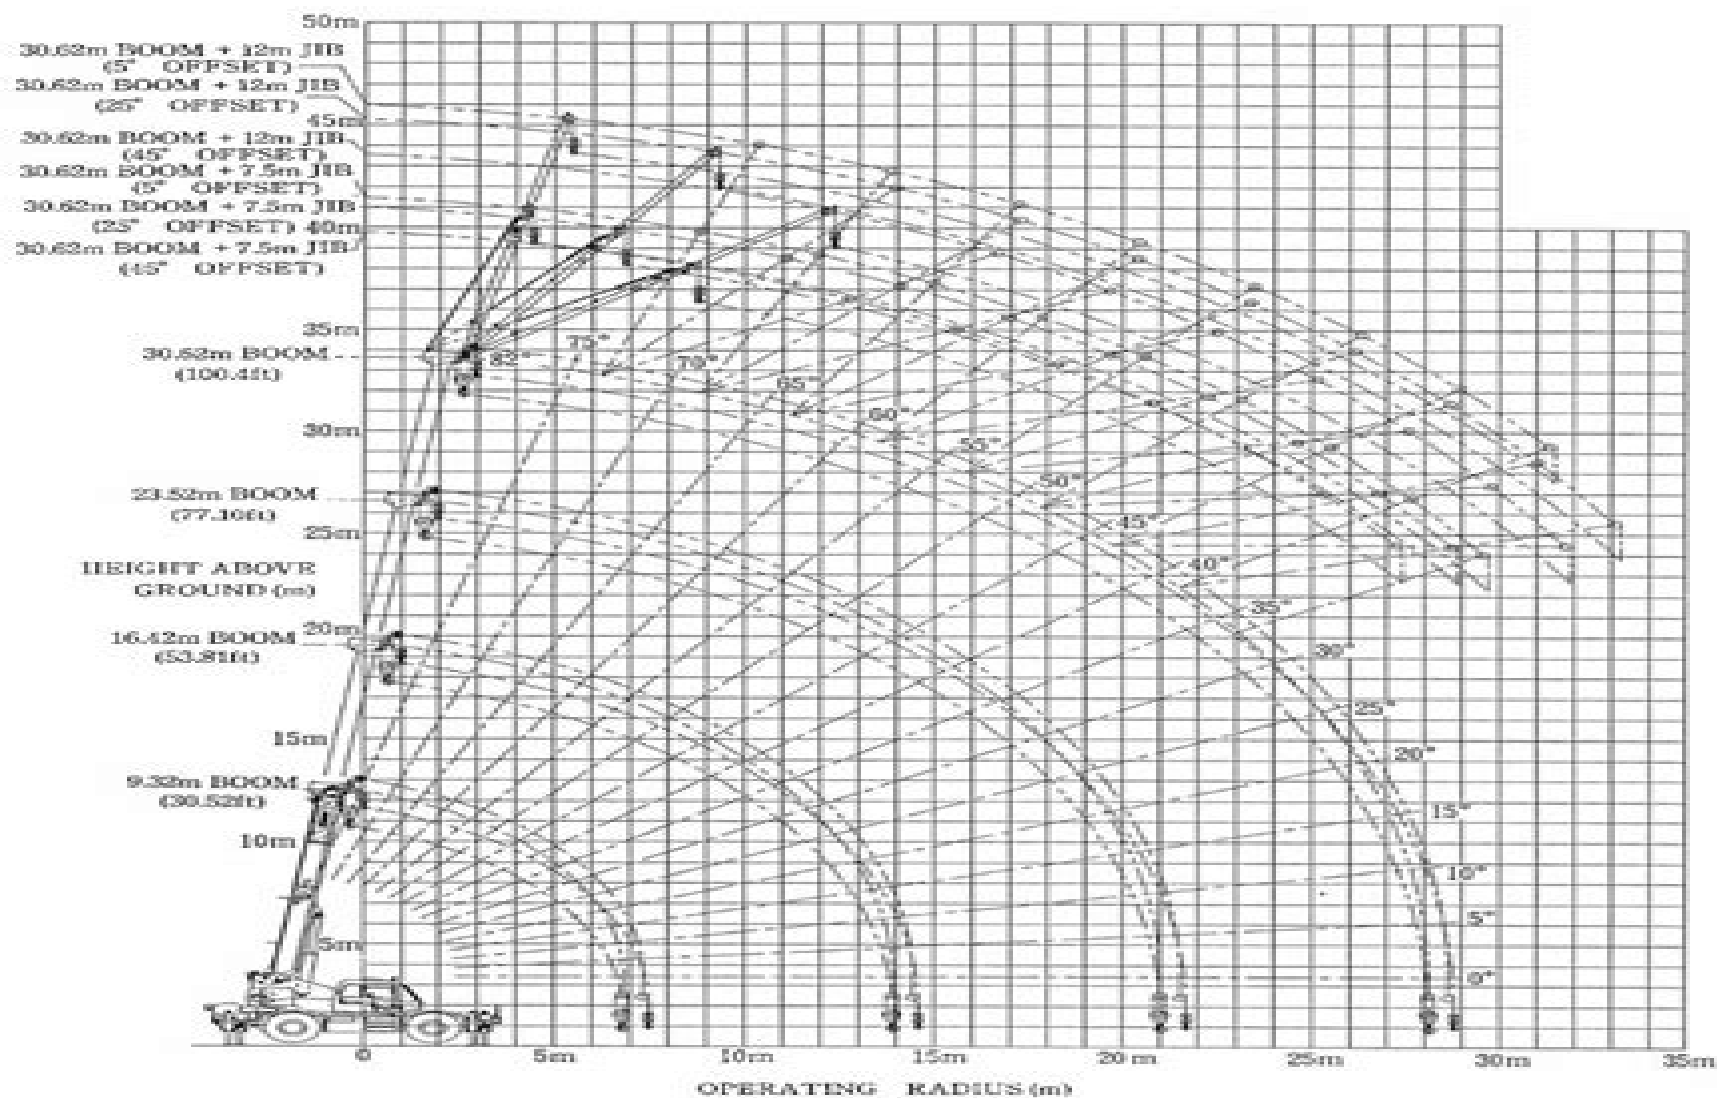 50m
30.62m BOOM + 12m JIB
(5° OFFSET)
30.62m BOOM + 12m JIB
(25° OFFSET)
45m
30.62m BOOM + 12m JIB
(45° OFFSET)
30.62m BOOM + 7.5m JIB
(5° OFFSET)
30.62m BOOM + 7.5m JIB
(25° OFFSET) 40m
30.62m BOOM + 7.5m JIB
(45° OFFSET)
35m
30.62m BOOM
(100.4ft)
82°
75°
70°
65°
60°
30m
55°
50°
23.52m BOOM
(77.16ft)
45°
25m
40°
HEIGHT ABOVE
GROUND (m)
35°
20m
16.42m BOOM
(53.81ft)
30°
25°
15m
20°
9.32m BOOM
(30.52ft)
15°
10m
10°
5°
5m
0°
0 5m 10m 15m 20m 25m 30m 35m
OPERATING RADIUS (m)